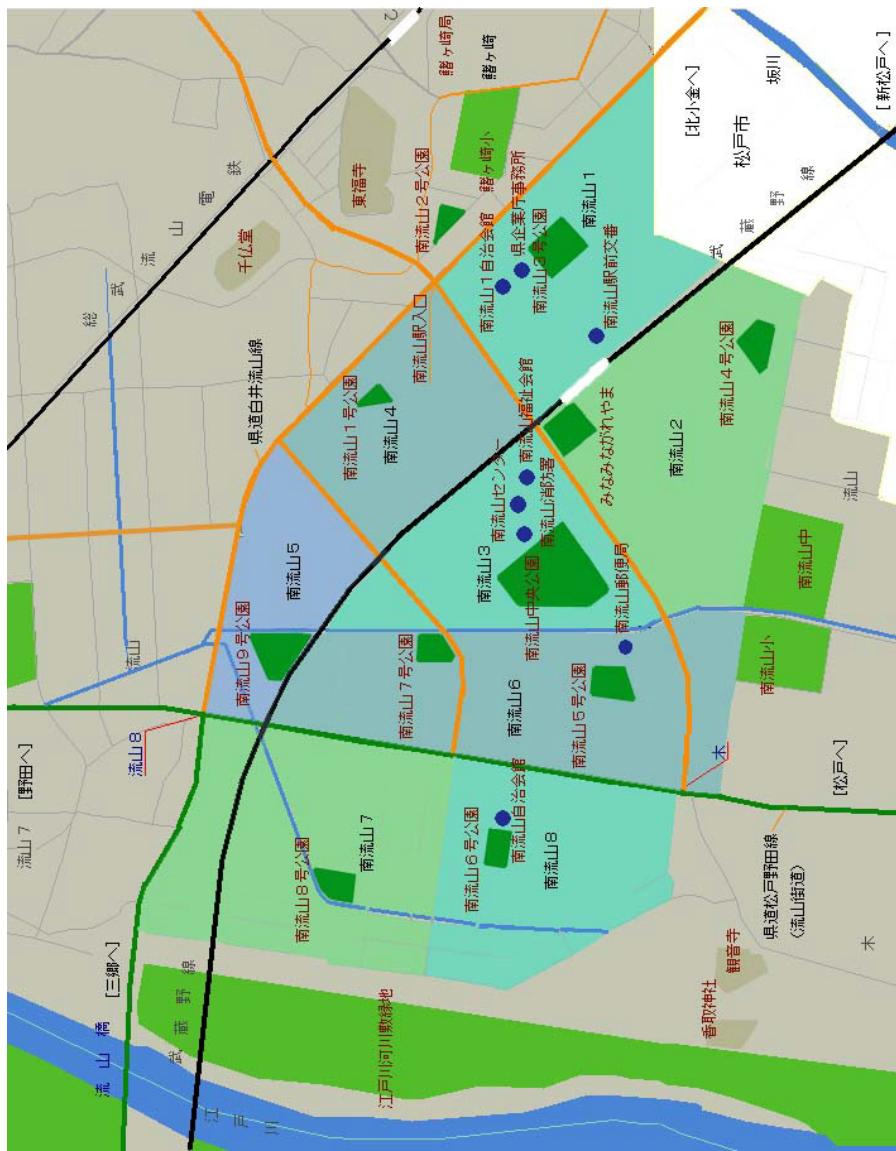 [野田へ]
流山7
流山
流山8
[三郷へ]
流山橋
武蔵野線
江戸川
総武流山電鉄
千仏堂
東福寺
県道白井流山線
鰭ヶ崎局
鰭ヶ崎
鰭ヶ崎小
南流山2号公園
南流山駅入口
南流山1号公園
南流山4
南流山5
南流山9号公園
南流山7号公園
南流山8号公園
南流山7
江戸川河川敷緑地
南流山1自治会館
県企業庁事務所
南流山3号公園
南流山1
南流山駅前交番
南流山福祉会館
南流山センター
南流山消防署
南流山3
南流山中央公園
南流山郵便局
みなみながれやま
南流山2
南流山4号公園
南流山6
南流山5号公園
南流山自治会館
南流山6号公園
南流山8
木
[北小金へ]
松戸市
坂川
武蔵野線
[新松戸へ]
流山
南流山中
南流山小
[松戸へ]
県道松戸野田線
(流山街道)
観音寺
香取神社
木
2